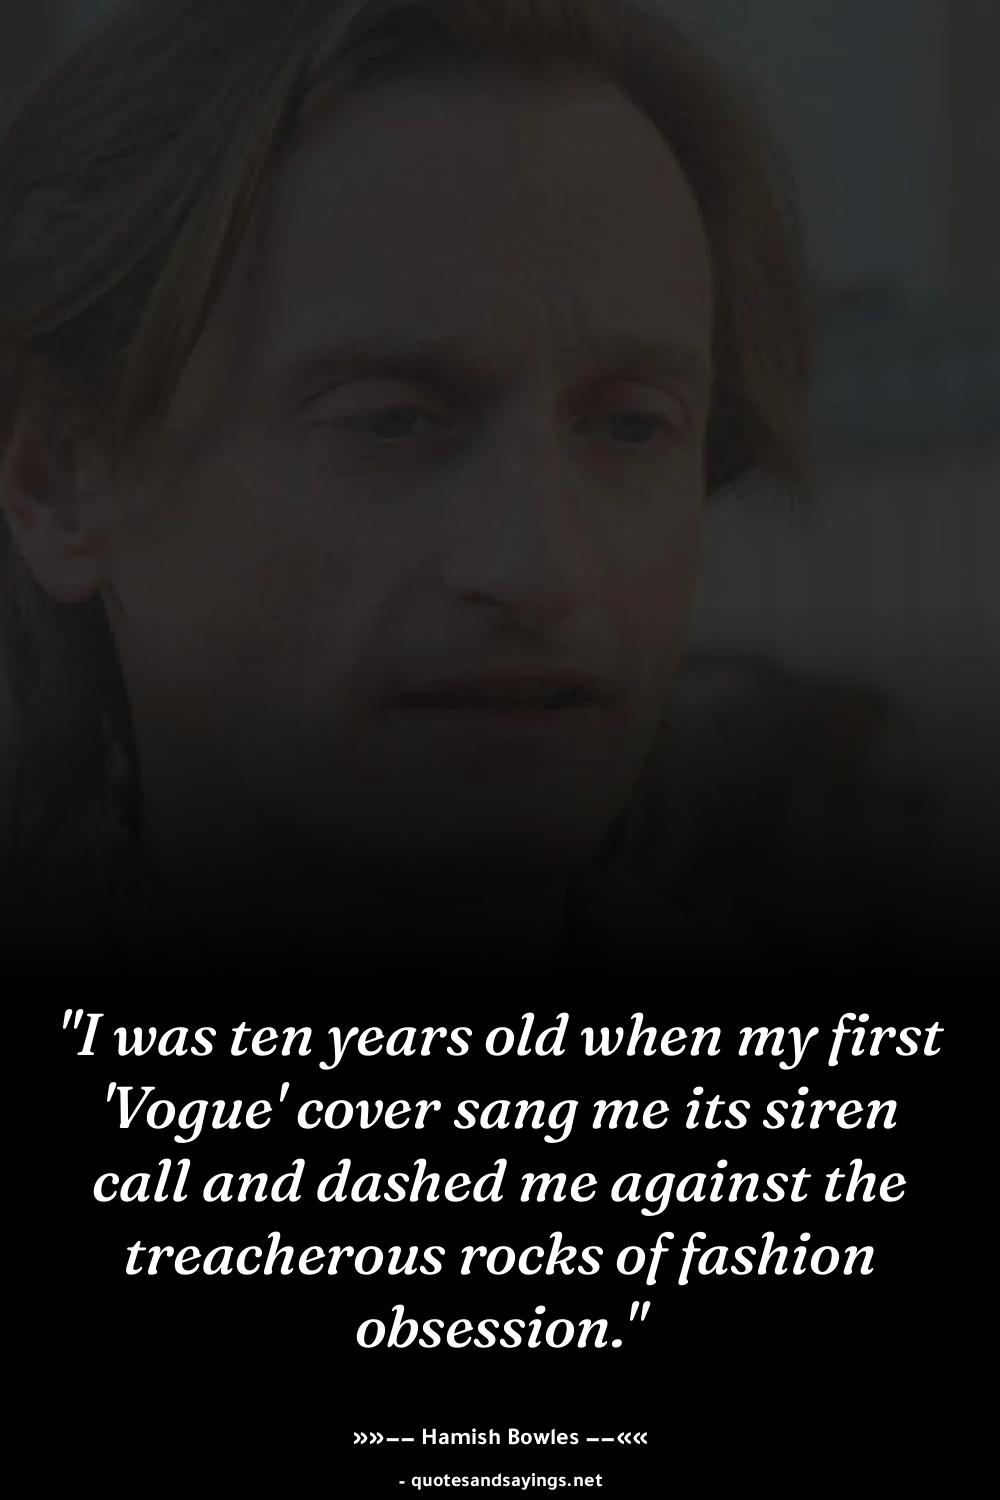 "I was ten years old when my first
'Vogue' cover sang me its siren
call and dashed me against the
treacherous rocks of fashion
obsession."
»»−− Hamish Bowles −−««
- quotesandsayings.net